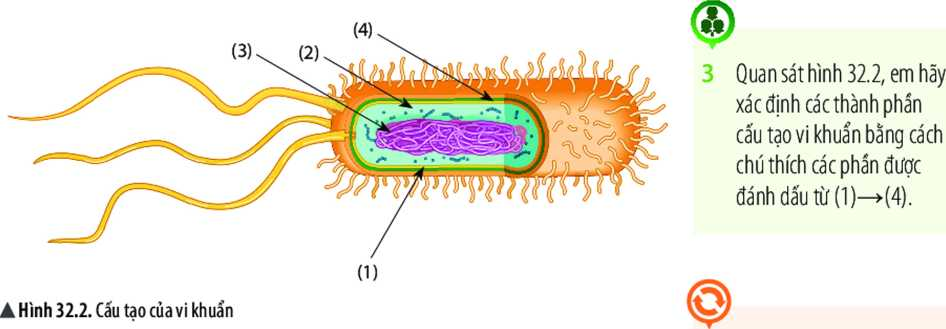 (4)
(3)
(2)
(1)
▲ Hình 32.2. Cấu tạo của vi khuẩn
3 Quan sát hình 32.2, em hãy
xác định các thành phần
cấu tạo vi khuẩn bằng cách
chú thích các phần được
đánh dấu từ (1)→(4).